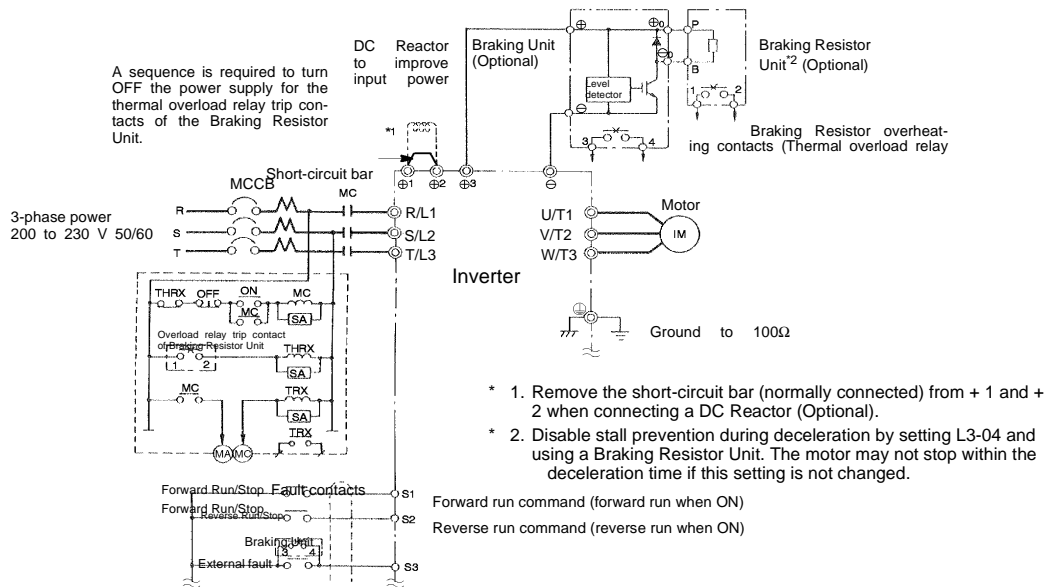 DC Reactor
to
improve
input power
Braking Unit
(Optional)
Level
detector
3
4
P
B
1
2
Braking Resistor
Unit*2 (Optional)
Braking Resistor overheat-
ing contacts (Thermal overload relay
A sequence is required to turn
OFF the power supply for the
thermal overload relay trip con-
tacts of the Braking Resistor
Unit.
*1
Short-circuit bar
⊕1
⊕2
⊕3
⊖
MCCB
MC
3-phase power
200 to 230 V 50/60
R
S
T
R/L1
S/L2
T/L3
Inverter
U/T1
V/T2
W/T3
Motor
IM
Ground to 100Ω
THRX
OFF
ON
MC
MC
SA
Overload relay trip contact
of Braking Resistor Unit
1
2
THRX
SA
MC
TRX
SA
TRX
MA
MC
* 1. Remove the short-circuit bar (normally connected) from + 1 and +
2 when connecting a DC Reactor (Optional).
* 2. Disable stall prevention during deceleration by setting L3-04 and
using a Braking Resistor Unit. The motor may not stop within the
deceleration time if this setting is not changed.
Fault contacts
Forward Run/Stop
S1
Forward run command (forward run when ON)
Forward Run/Stop
Reverse Run/Stop
S2
Reverse run command (reverse run when ON)
Braking Unit
3
4
External fault
S3